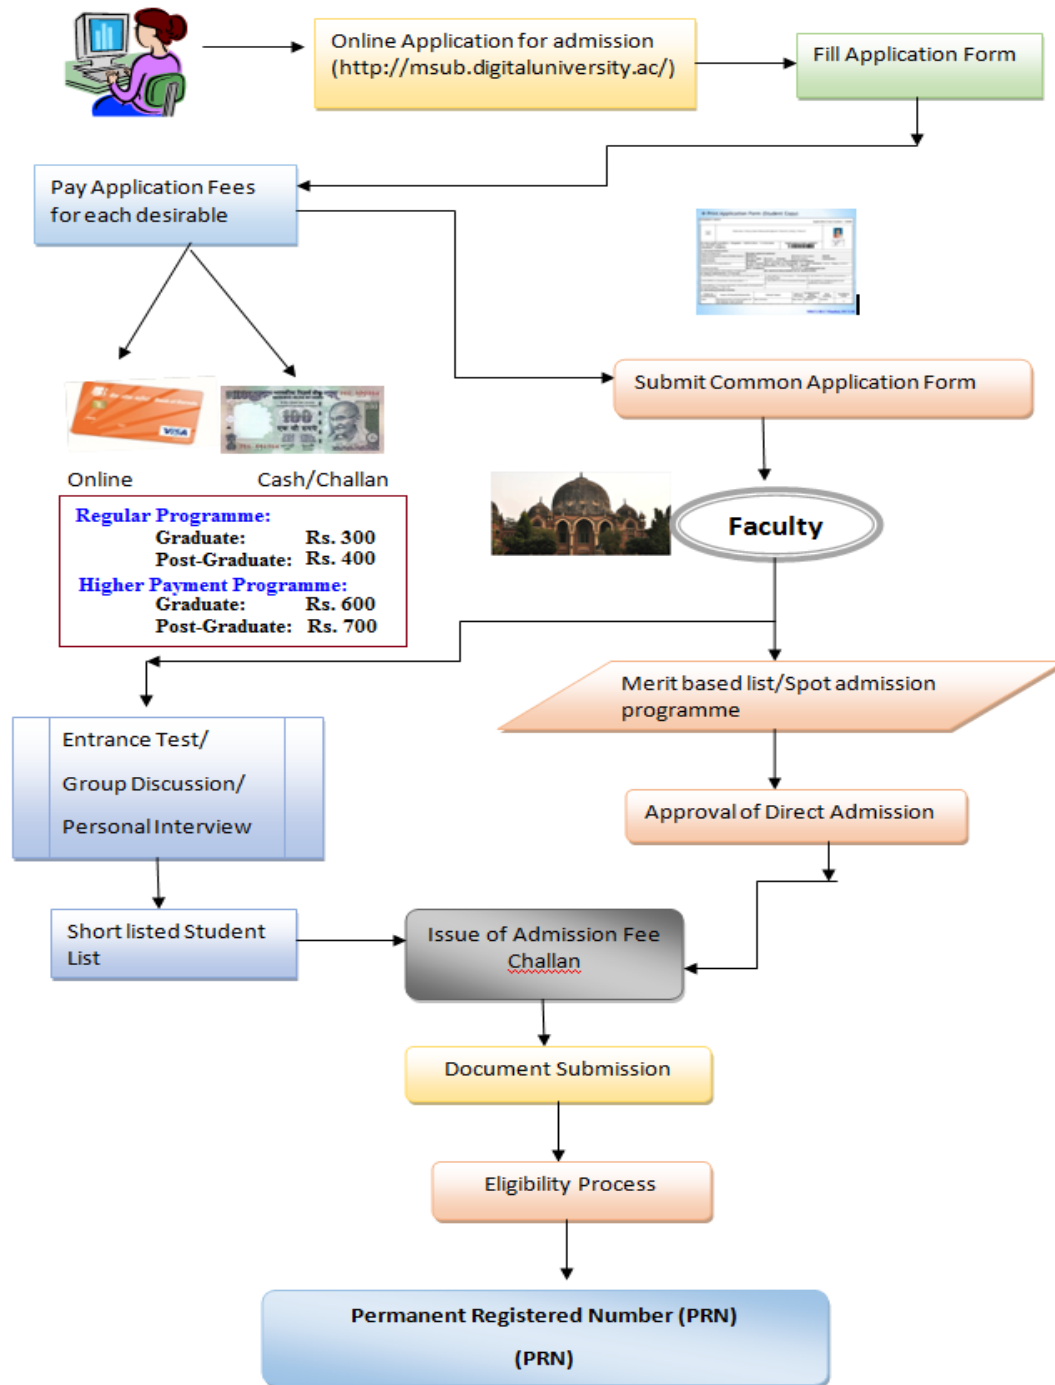 Online Application for admission
(http://msub.digitaluniversity.ac/)
Fill Application Form
Pay Application Fees
for each desirable
Submit Common Application Form
VISA
100
Online
Cash/Challan
Regular Programme:
Graduate: Rs. 300
Post-Graduate: Rs. 400
Higher Payment Programme:
Graduate: Rs. 600
Post-Graduate: Rs. 700
Faculty
Merit based list/Spot admission
programme
Entrance Test/
Group Discussion/
Personal Interview
Approval of Direct Admission
Short listed Student
List
Issue of Admission Fee
Challan
Document Submission
Eligibility Process
Permanent Registered Number (PRN)
(PRN)